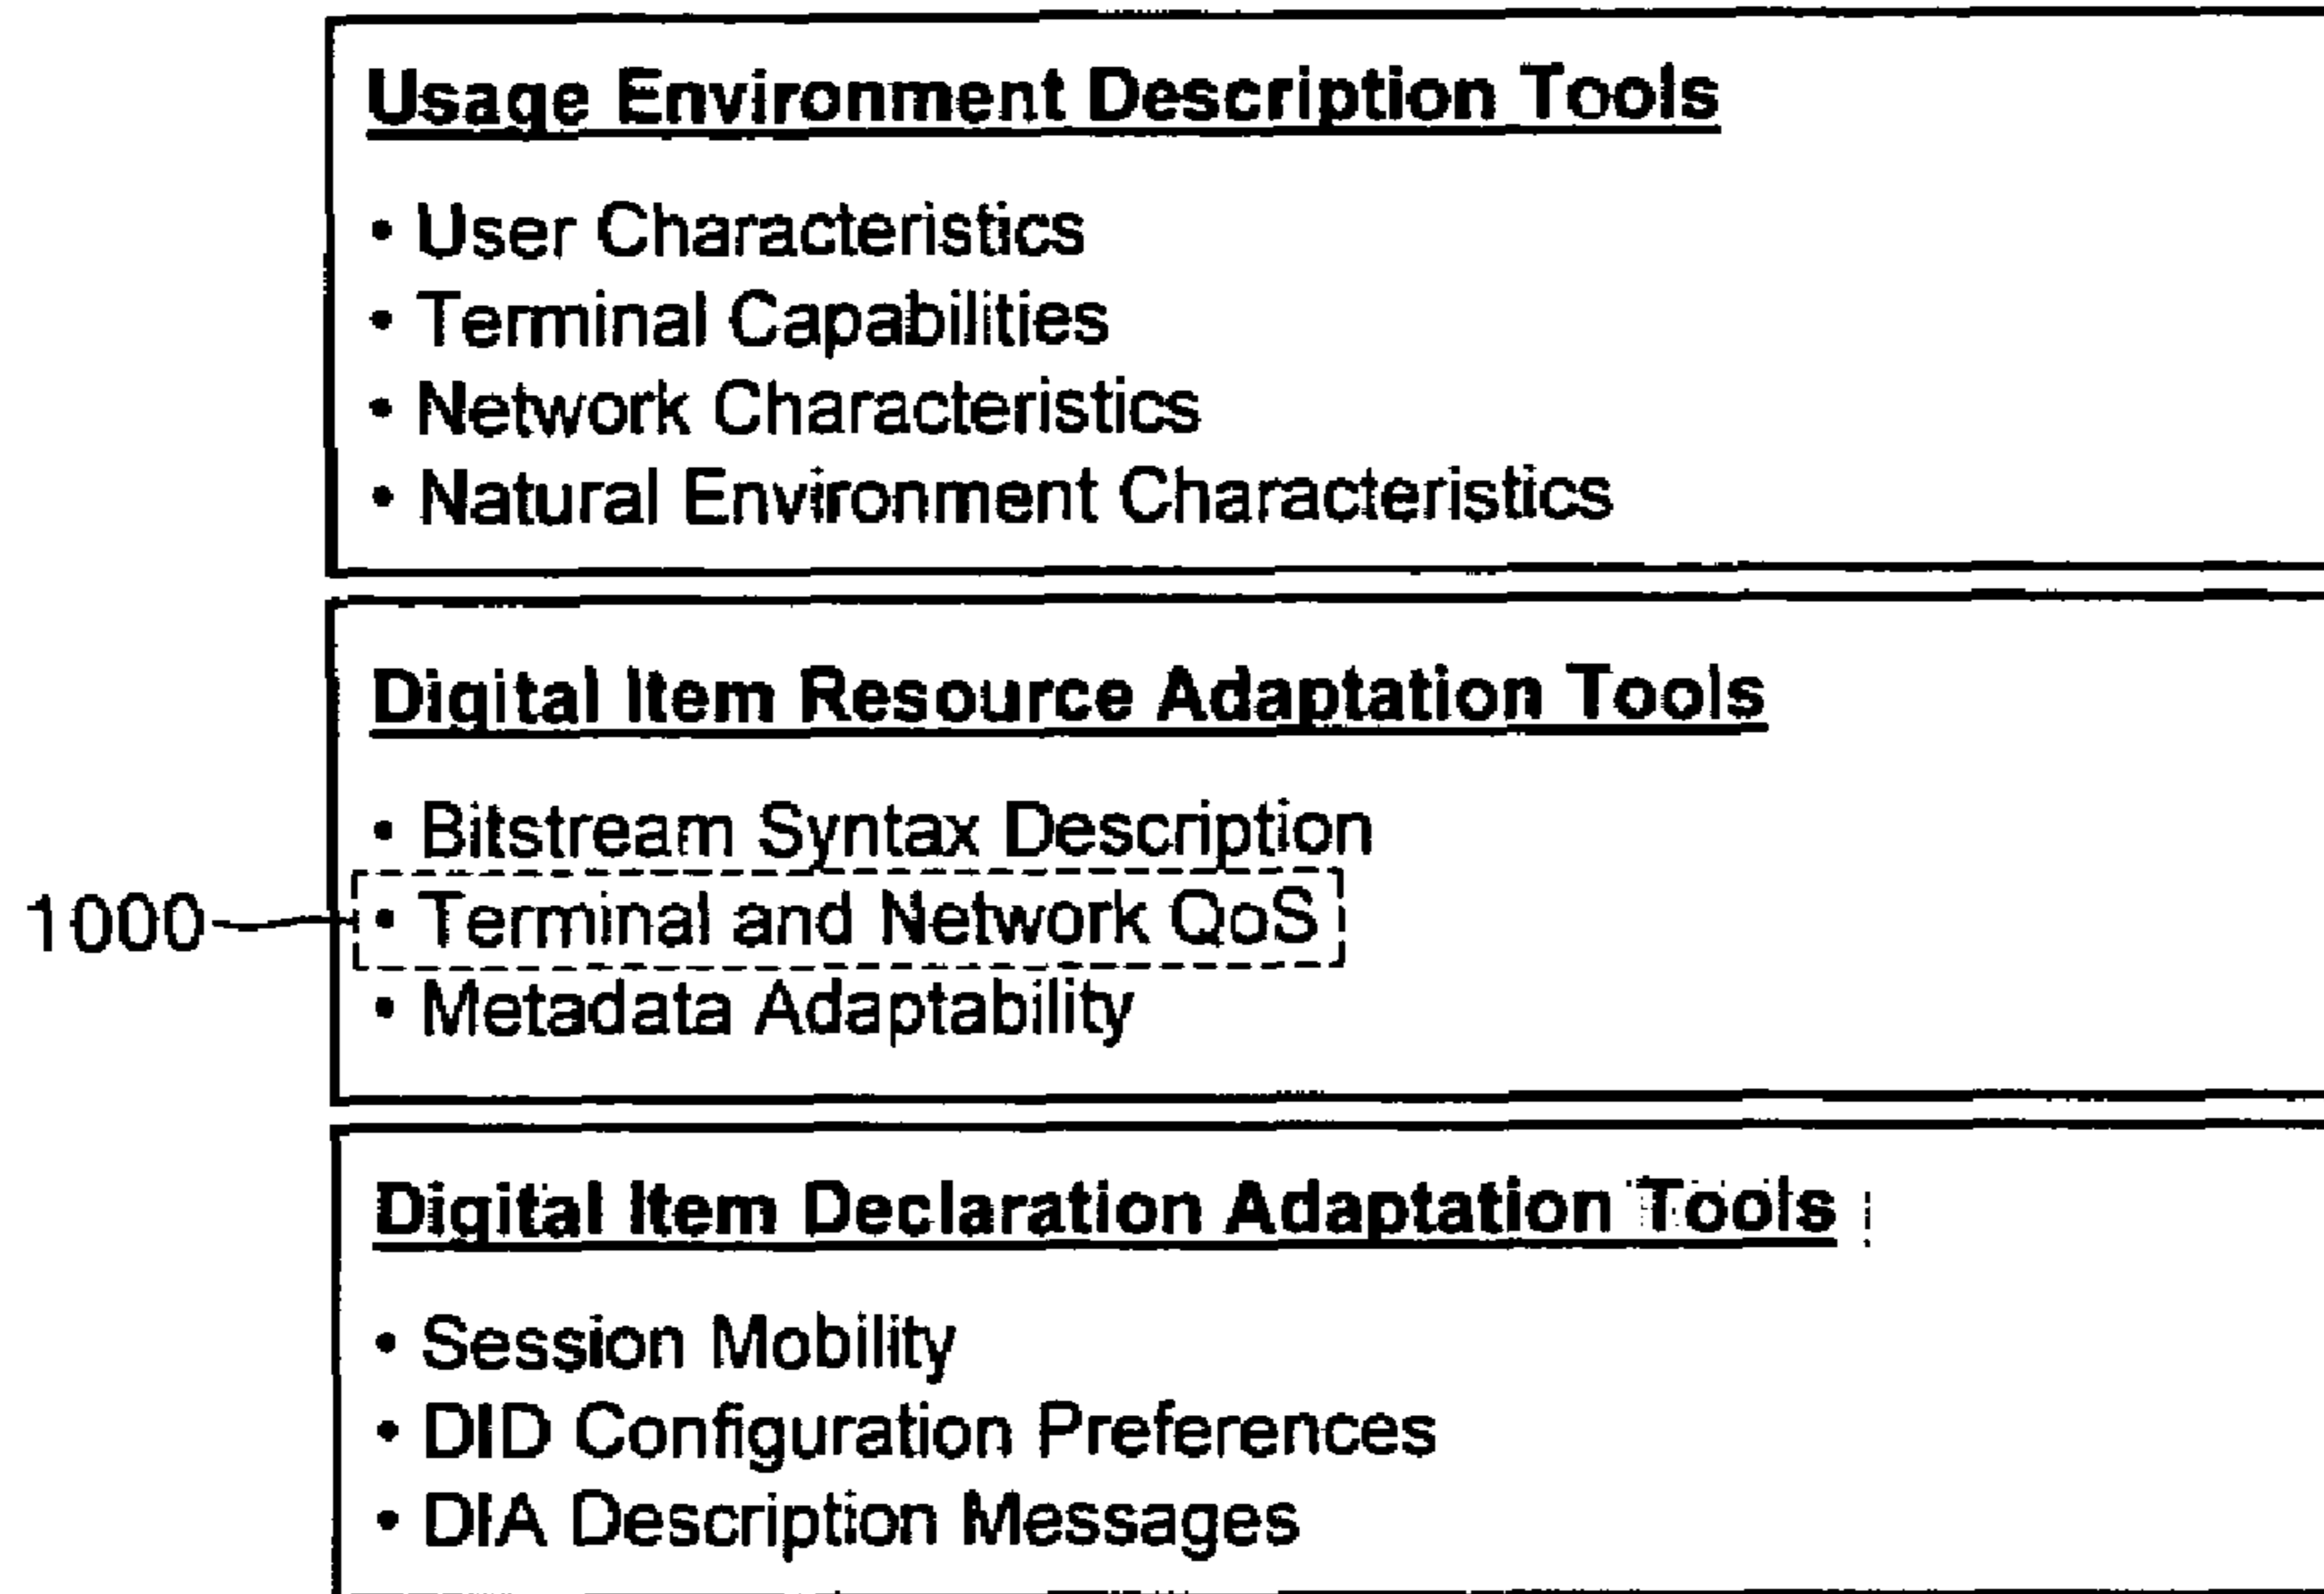 Usage Environment Description Tools
• User Characteristics
• Terminal Capabilities
• Network Characteristics
• Natural Environment Characteristics
Digital Item Resource Adaptation Tools
• Bitstream Syntax Description
1000 • Terminal and Network QoS
• Metadata Adaptability
Digital Item Declaration Adaptation Tools
• Session Mobility
• DID Configuration Preferences
• DIA Description Messages